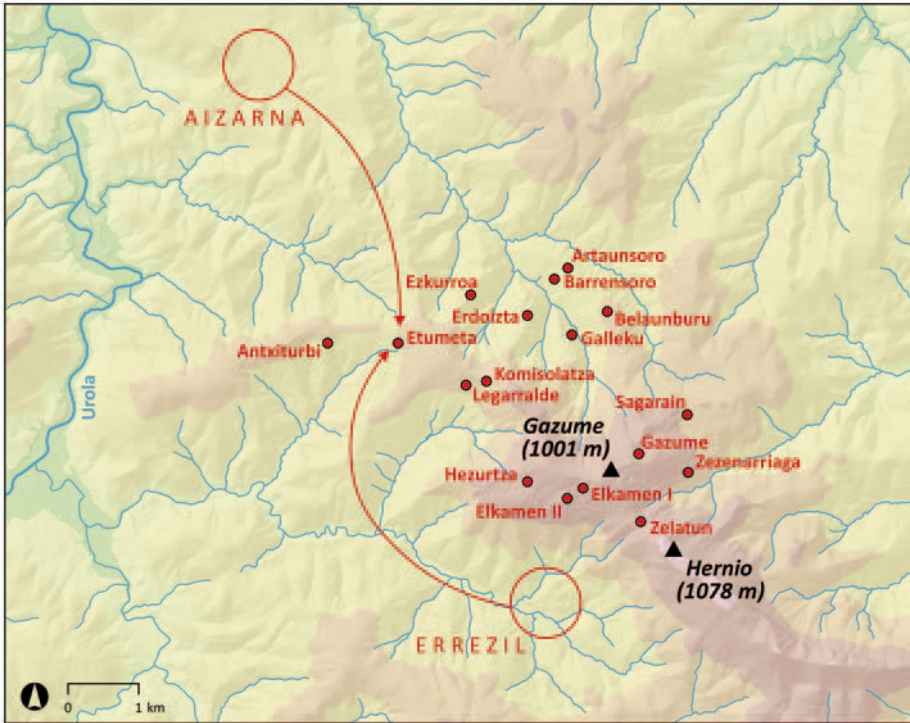 AIZARNA
Urola
Artaunsoro
Barrensoro
Ezkurroa
Erdoizta
Belaunburu
Galleku
Antxiturbi
Etumeta
Komisolatza
Legarralde
Sagarain
Gazume
(1001 m)
Gazume
Zezenarriaga
Hezurtza
Elkamen I
Elkamen II
Zelatun
Hernio
(1078 m)
ERREZIL
0 1 km